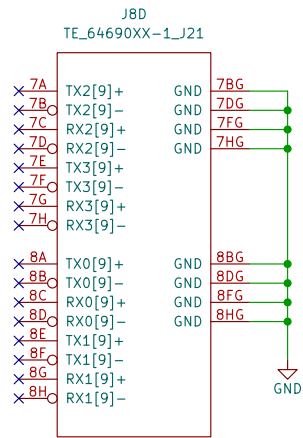 J8D
TE_64690XX-1_J21
7A TX2[9]+ GND 7BG
7B TX2[9]- GND 7DG
7C RX2[9]+ GND 7FG
7D RX2[9]- GND 7HG
7E TX3[9]+
7F TX3[9]-
7G RX3[9]+
7H RX3[9]-
8A TX0[9]+ GND 8BG
8B TX0[9]- GND 8DG
8C RX0[9]+ GND 8FG
8D RX0[9]- GND 8HG
8E TX1[9]+
8F TX1[9]-
8G RX1[9]+
8H RX1[9]-
GND